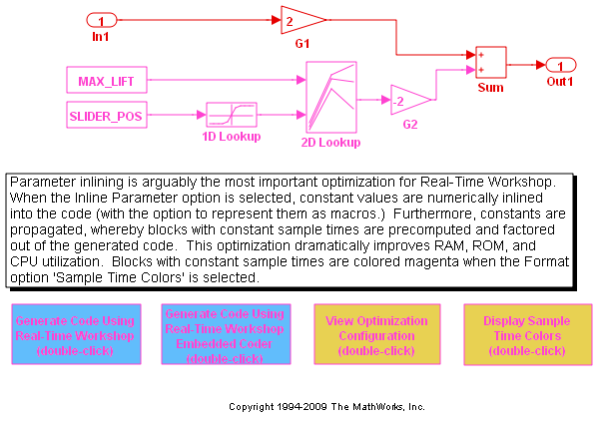 1
In1
2
G1
MAX_LIFT
SLIDER_POS
1D Lookup
2D Lookup
-2
G2
+
+
Sum
1
Out1
Parameter inlining is arguably the most important optimization for Real-Time Workshop.
When the Inline Parameter option is selected, constant values are numerically inlined
into the code (with the option to represent them as macros.)  Furthermore, constants are
propagated, whereby blocks with constant sample times are precomputed and factored
out of the generated code.  This optimization dramatically improves RAM, ROM, and
CPU utilization.  Blocks with constant sample times are colored magenta when the Format
option 'Sample Time Colors' is selected.
Generate Code Using
Real-Time Workshop
(double-click)
Generate Code Using
Real-Time Workshop
Embedded Coder
(double-click)
View Optimization
Configuration
(double-click)
Display Sample
Time Colors
(double-click)
Copyright 1994-2009 The MathWorks, Inc.